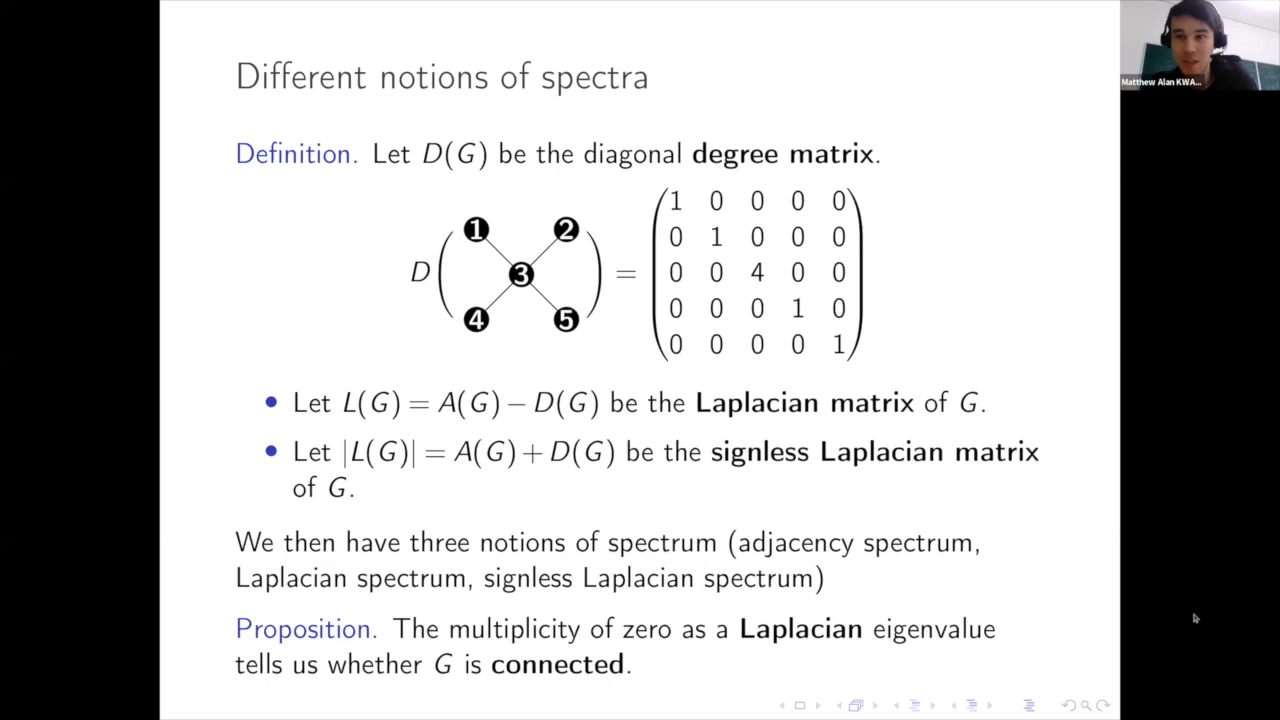 Different notions of spectra
Matthew Alan KWA...
Definition. Let D(G) be the diagonal degree matrix.
D ( 1 2 3 4 5 ) =
1 0 0 0 0
0 1 0 0 0
0 0 4 0 0
0 0 0 1 0
0 0 0 0 1
• Let L(G) = A(G) − D(G) be the Laplacian matrix of G.
• Let |L(G)| = A(G) + D(G) be the signless Laplacian matrix
of G.
We then have three notions of spectrum (adjacency spectrum,
Laplacian spectrum, signless Laplacian spectrum)
Proposition. The multiplicity of zero as a Laplacian eigenvalue
tells us whether G is connected.